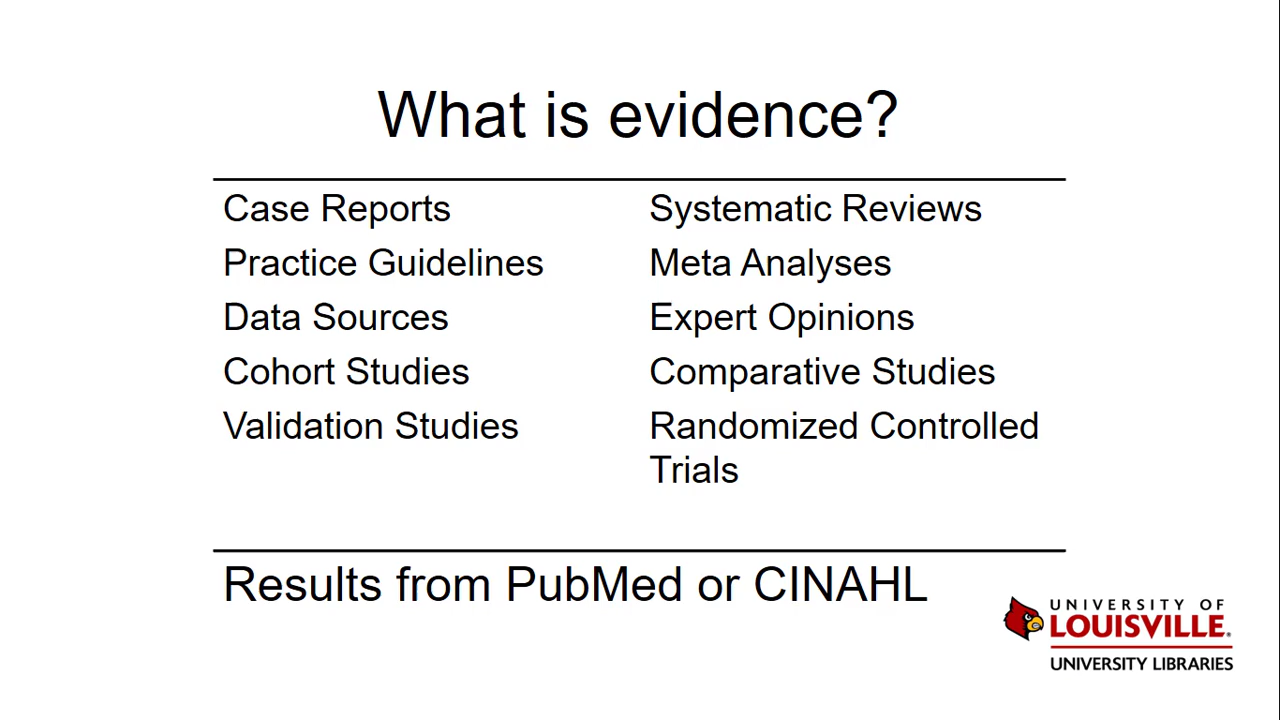 What is evidence?
Case Reports
Practice Guidelines
Data Sources
Cohort Studies
Validation Studies
Systematic Reviews
Meta Analyses
Expert Opinions
Comparative Studies
Randomized Controlled
Trials
Results from PubMed or CINAHL
UNIVERSITY OF
LOUISVILLE.
UNIVERSITY LIBRARIES